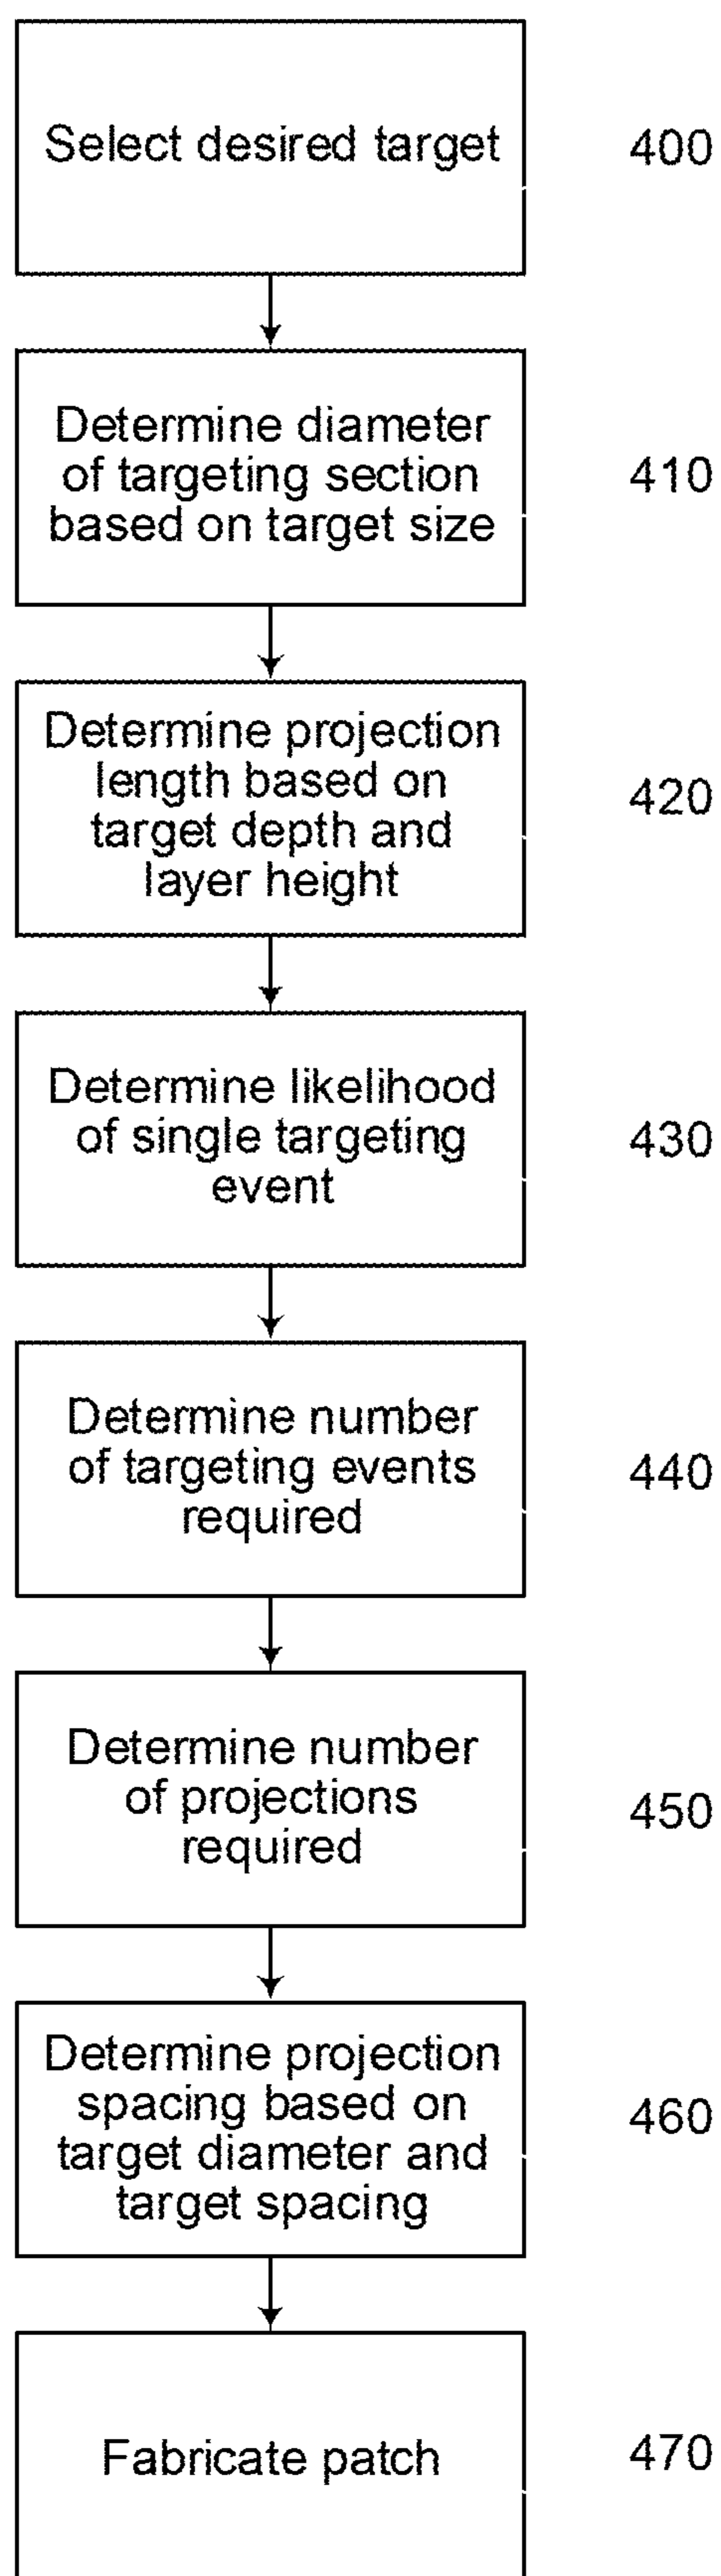 Select desired target
400
Determine diameter
of targeting section
based on target size
410
Determine projection
length based on
target depth and
layer height
420
Determine likelihood
of single targeting
event
430
Determine number
of targeting events
required
440
Determine number
of projections
required
450
Determine projection
spacing based on
target diameter and
target spacing
460
Fabricate patch
470